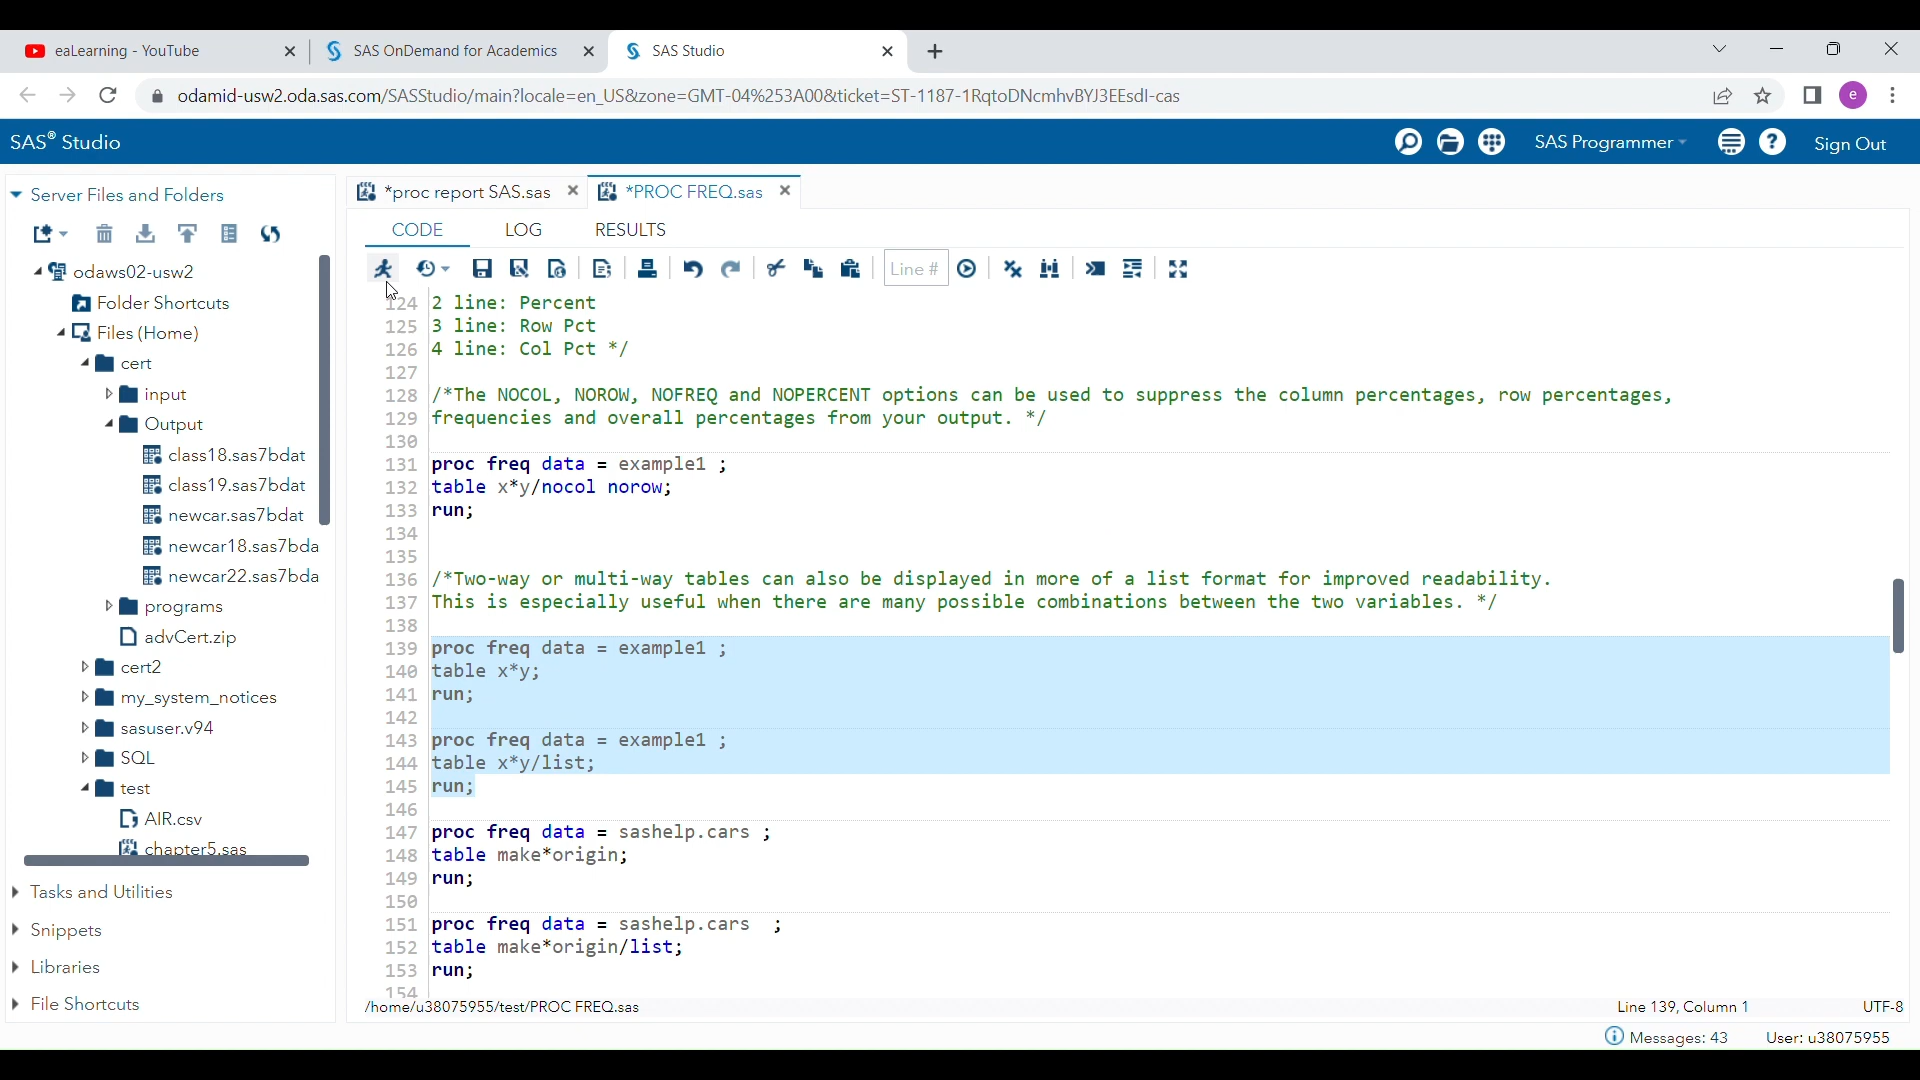 ealearning - YouTube
SAS OnDemand for Academics
SAS Studio
odamid-usw2.oda.sas.com/SASStudio/main?locale=en_US&zone=GMT-04%253A00&ticket=ST-1187-1RqtoDNcmhvBYJ3EEsdI-cas
e
SAS® Studio
SAS Programmer
Sign Out
Server Files and Folders
*proc report SAS.sas
*PROC FREQ.sas
CODE
LOG
RESULTS
Line #
odaws02-usw2
Folder Shortcuts
Files (Home)
cert
input
Output
class18.sas7bdat
class19.sas7bdat
newcar.sas7bdat
newcar18.sas7bda
newcar22.sas7bda
programs
advCert.zip
cert2
my_system_notices
sasuser.v94
SQL
test
AIR.csv
chapter5.sas
Tasks and Utilities
Snippets
Libraries
File Shortcuts
124 2 line: Percent
125 3 line: Row Pct
126 4 line: Col Pct */
127
128 /*The NOCOL, NOROW, NOFREQ and NOPERCENT options can be used to suppress the column percentages, row percentages,
129 frequencies and overall percentages from your output. */
130
131 proc freq data = example1 ;
132 table x*y/nocol norow;
133 run;
134
135
136 /*Two-way or multi-way tables can also be displayed in more of a list format for improved readability.
137 This is especially useful when there are many possible combinations between the two variables. */
138
139 proc freq data = example1 ;
140 table x*y;
141 run;
142
143 proc freq data = example1 ;
144 table x*y/list;
145 run;
146
147 proc freq data = sashelp.cars ;
148 table make*origin;
149 run;
150
151 proc freq data = sashelp.cars  ;
152 table make*origin/list;
153 run;
154
/home/u38075955/test/PROC FREQ.sas
Line 139, Column 1
UTF-8
Messages: 43
User: u38075955